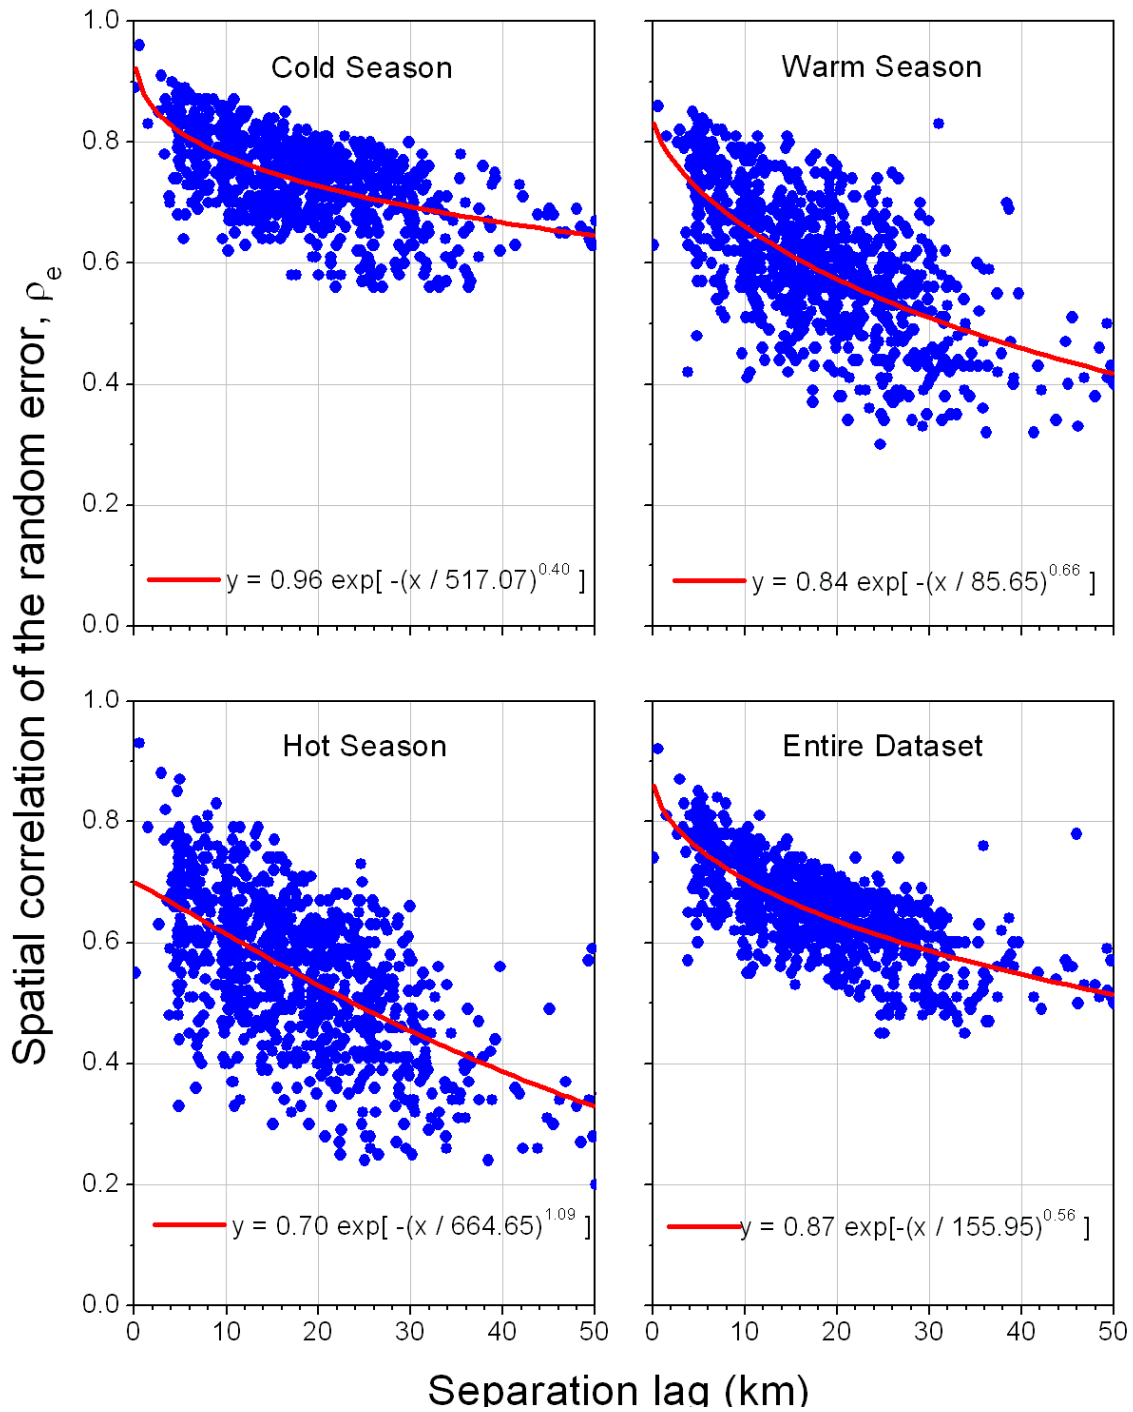 Spatial correlation of the random error, ρe
1.0
0.8
0.6
0.4
0.2
0.0
Cold Season
y = 0.96 exp[ -(x / 517.07)^0.40 ]
Warm Season
y = 0.84 exp[ -(x / 85.65)^0.66 ]
1.0
0.8
0.6
0.4
0.2
0.0
Hot Season
y = 0.70 exp[ -(x / 664.65)^1.09 ]
0 10 20 30 40 50
Entire Dataset
y = 0.87 exp[-(x / 155.95)^0.56 ]
0 10 20 30 40 50
Separation lag (km)